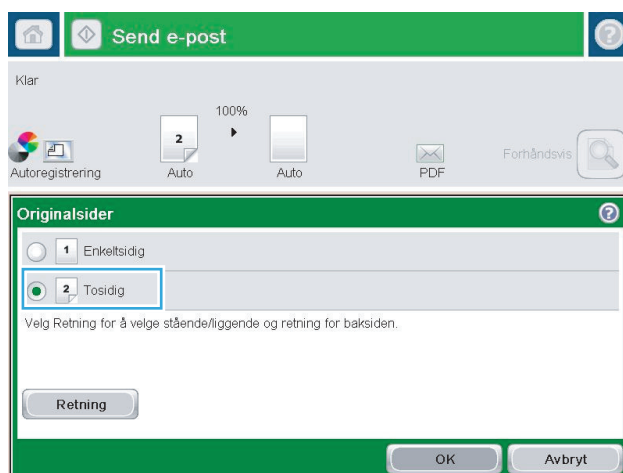 Send e-post
Klar
100%
2
Autoregistrering
Auto
Auto
PDF
Forhåndsvis
Originalsider
1 Enkeltsidig
2 Tosidig
Velg Retning for å velge stående/liggende og retning for baksiden.
Retning
OK
Avbryt